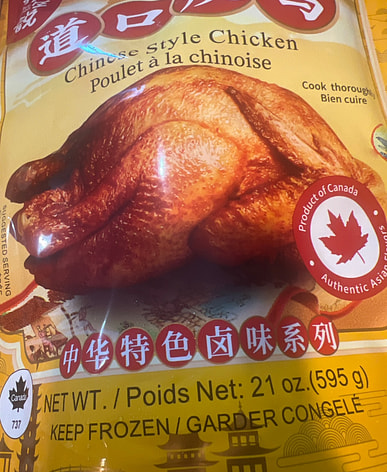 道口
Chinese Style Chicken
Poulet à la chinoise
Cook thoroughly
Bien cuire
Product of Canada
Authentic Asian Flavors
SUGGESTED SERVING
中华特色卤味系列
Canada
737
NET WT. / Poids Net: 21 oz.(595 g)
KEEP FROZEN / GARDER CONGELÉ